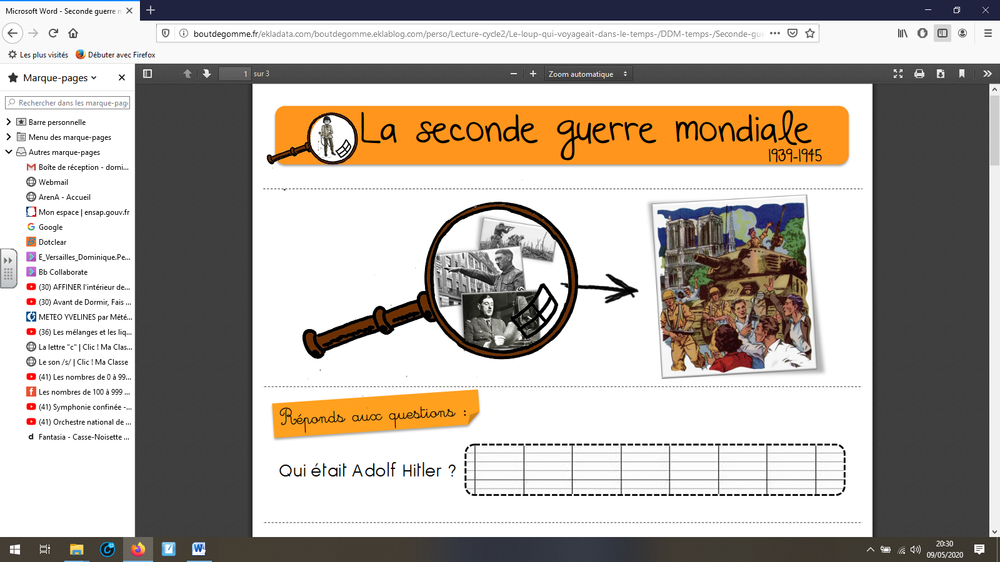 Microsoft Word - Seconde guerre m
boutdegomme.fr/ekladata.com/boutdegomme.eklablog.com/perso/Lecture-cycle2/Le-loup-qui-voyageait-dans-le-temps-/DDM-temps-/Seconde-gue
Les plus visités
Débuter avec Firefox
Marque-pages
1 sur 3
Zoom automatique
Rechercher dans les marque-page
Barre personnelle
Menu des marque-pages
Autres marque-pages
Boîte de réception - domi...
Webmail
ArenA - Accueil
Mon espace | ensap.gouv.fr
Google
Dotclear
E_Versailles_Dominique.Pe...
Bb Collaborate
(30) AFFINER l'intérieur de...
(30) Avant de Dormir, Fais ...
METEO YVELINES par Mété...
(36) Les mélanges et les liq...
La lettre "c" | Clic ! Ma Clas...
Le son /s/ | Clic ! Ma Classe
(41) Les nombres de 0 à 99...
Les nombres de 100 à 999 ...
(41) Symphonie confinée -...
(41) Orchestre national de ...
Fantasia - Casse-Noisette ...
La seconde guerre mondiale
1939-1945
Réponds aux questions :
Qui était Adolf Hitler ?
20:30
09/05/2020